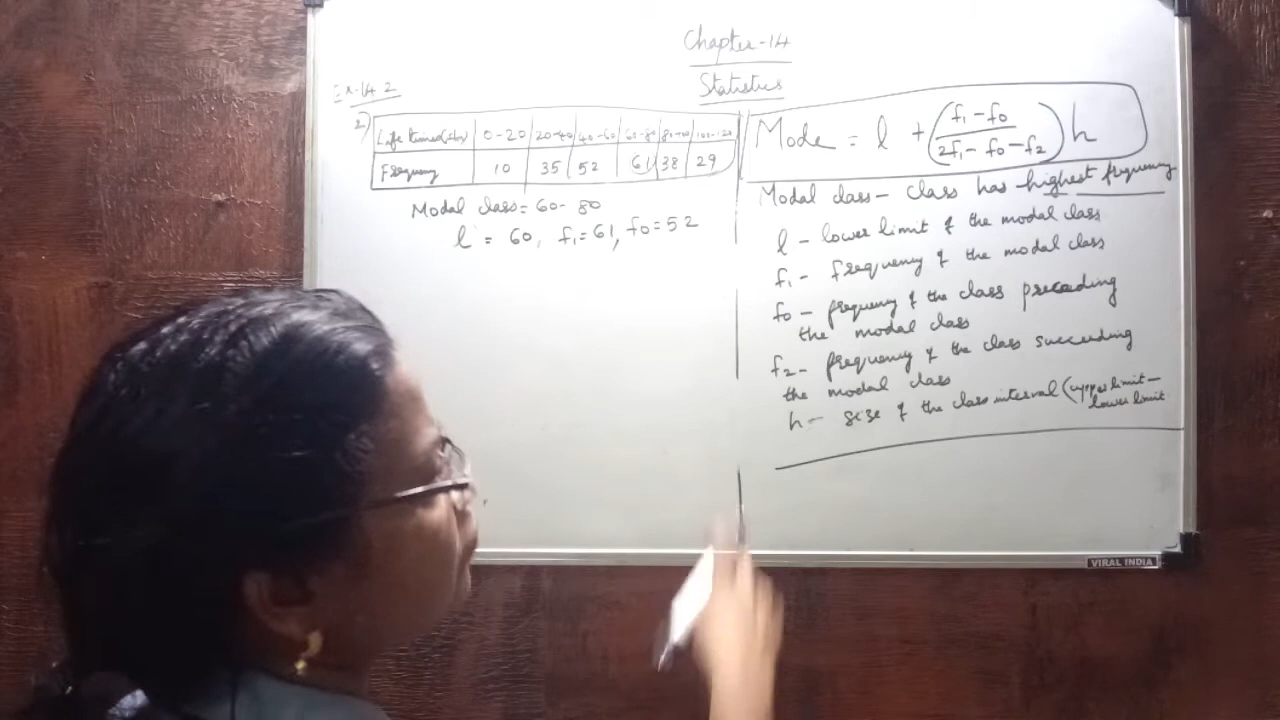 Chapter-14
Statistics
Ex-14.2
2)
Life times(hr) 0-20 20-40 40-60 60-80 80-100 100-120
Frequency 10 35 52 61 38 29
Modal class = 60-80
l = 60, f₁=61, f0=52
Mode = l + (f₁-f0 / 2f₁-f0-f₂) h
Modal class - class has highest frequency
l - lower limit of the modal class
f₁ - frequency of the modal class
f0 - frequency of the class preceeding
the modal class
f₂ - frequency of the class succeeding
the modal class
h - size of the class interval (upper limit -
lower limit
VIRAL INDIA